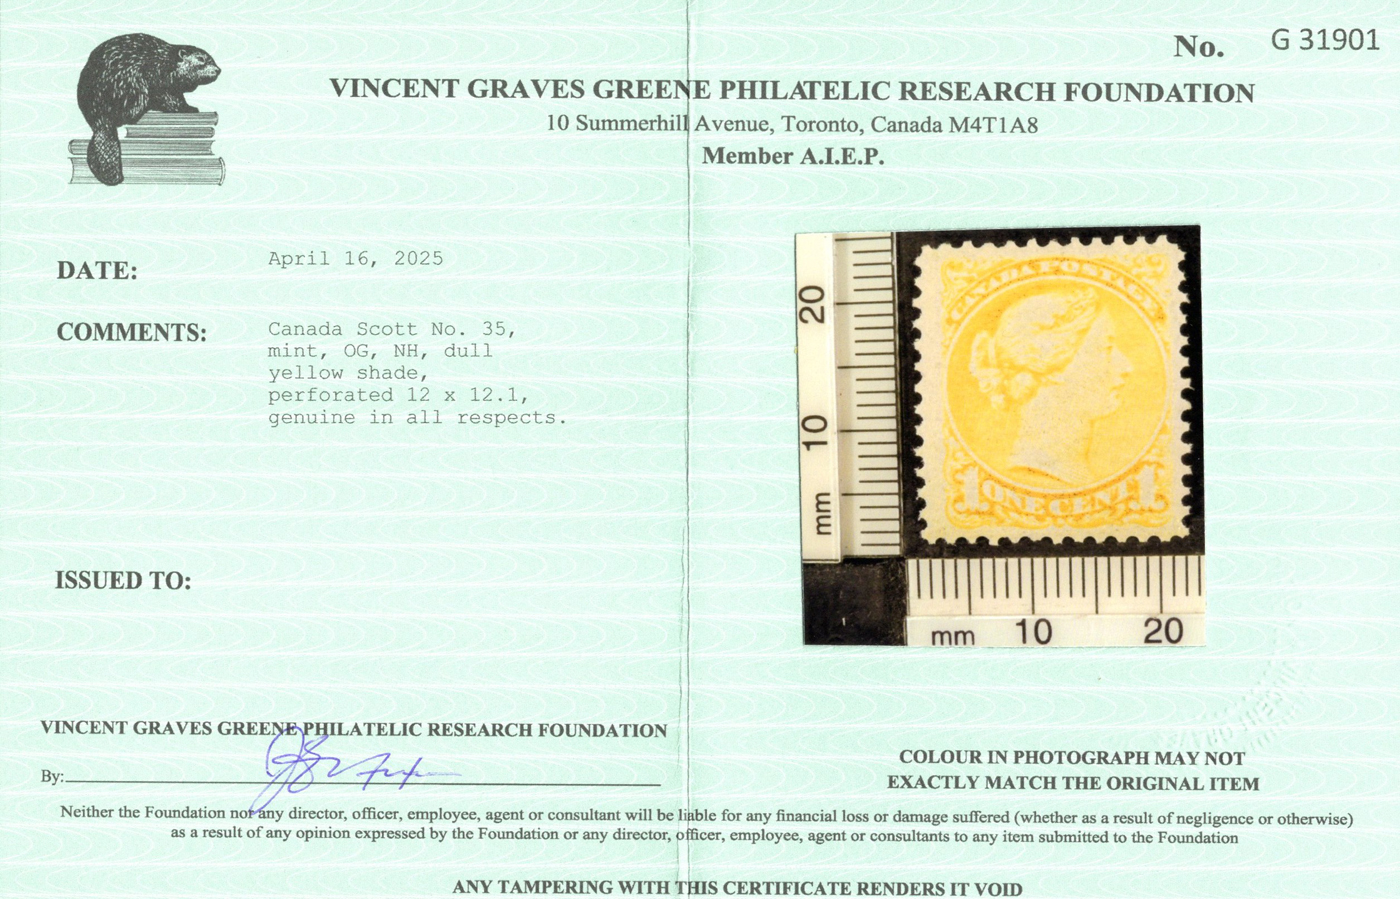 No. G 31901
VINCENT GRAVES GREENE PHILATELIC RESEARCH FOUNDATION
10 Summerhill Avenue, Toronto, Canada M4T1A8
Member A.I.E.P.
DATE: April 16, 2025
COMMENTS: Canada Scott No. 35,
mint, OG, NH, dull
yellow shade,
perforated 12 x 12.1,
genuine in all respects.
20
10
mm
CANADA POSTAGE
1 ONE CENT 1
mm 10 20
ISSUED TO:
VINCENT GRAVES GREENE PHILATELIC RESEARCH FOUNDATION
By:
COLOUR IN PHOTOGRAPH MAY NOT
EXACTLY MATCH THE ORIGINAL ITEM
Neither the Foundation nor any director, officer, employee, agent or consultant will be liable for any financial loss or damage suffered (whether as a result of negligence or otherwise)
as a result of any opinion expressed by the Foundation or any director, officer, employee, agent or consultants to any item submitted to the Foundation
ANY TAMPERING WITH THIS CERTIFICATE RENDERS IT VOID